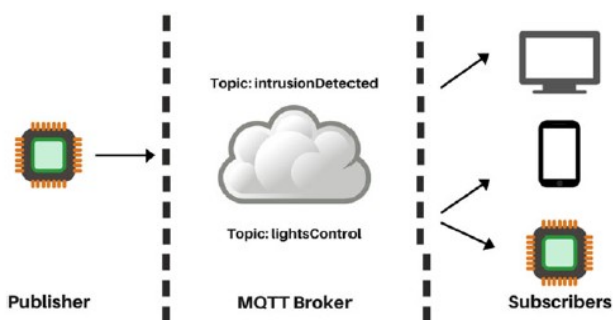 Topic: intrusionDetected
Topic: lightsControl
Publisher
MQTT Broker
Subscribers